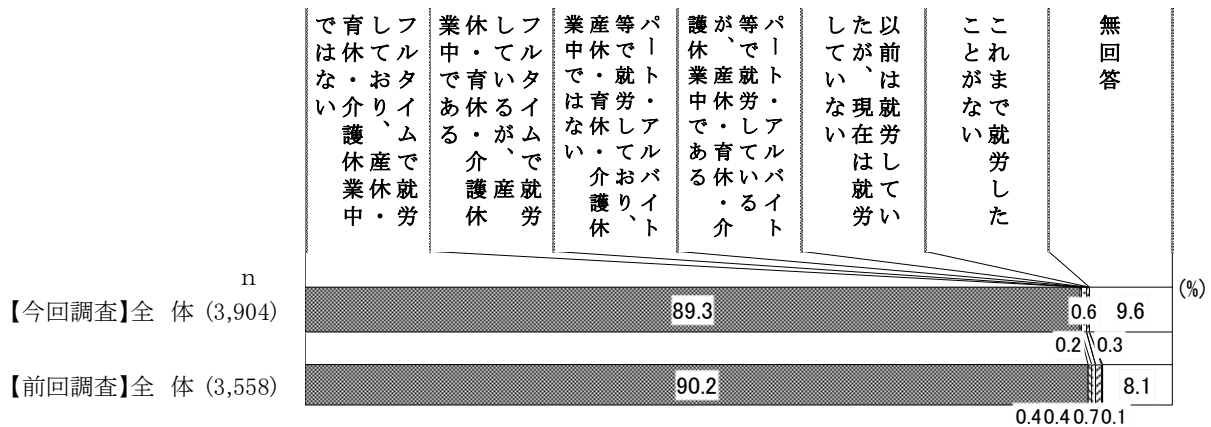 フルタイムで就労
しており、産休・
育休・介護休業中
ではない
フルタイムで就労
しているが、産
休・育休・介護休
業中である
パート・アルバイト
等で就労しており、
産休・育休・介護休
業中ではない
パート・アルバイト
等で就労している
が、産休・育休・介
護休業中である
以前は就労してい
たが、現在は就労
していない
これまで就労した
ことがない
無回答
n
(%)
【今回調査】全 体 (3,904)
89.3
0.6
9.6
0.2
0.3
【前回調査】全 体 (3,558)
90.2
8.1
0.4
0.4
0.7
0.1